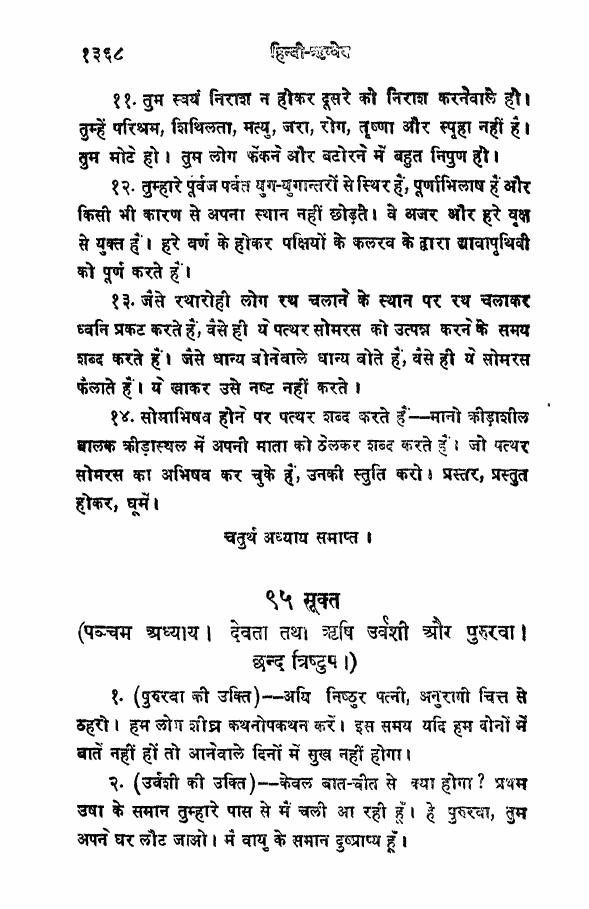 १३६८ हिन्दी-ऋग्वेद
११. तुम स्वयं निराश न होकर दूसरे को निराश करनेवाले हो।
तुम्हें परिश्रम, शिथिलता, मत्यु, जरा, रोग, तृष्णा और स्पृहा नहीं है।
तुम मोटे हो। तुम लोग फेंकने और बटोरने में बहुत निपुण हो।
१२. तुम्हारे पूर्वज पर्वत युग-युगान्तरों से स्थिर हैं, पूर्णाभिलाष हैं और
किसी भी कारण से अपना स्थान नहीं छोड़ते। वे अजर और हरे वृक्ष
से युक्त हैं। हरे वर्ण के होकर पक्षियों के कलरव के द्वारा द्यावापृथिवी
को पूर्ण करते हैं।
१३. जैसे रथारोही लोग रथ चलाने के स्थान पर रथ चलाकर
ध्वनि प्रकट करते हैं, वैसे ही ये पत्थर सोमरस को उत्पन्न करने के समय
शब्द करते हैं। जैसे धान्य बोनेवाले धान्य बोते हैं, वैसे ही ये सोमरस
फैलाते हैं। ये खाकर उसे नष्ट नहीं करते।
१४. सोमाभिषव होने पर पत्थर शब्द करते हैं--मानो क्रीड़ाशील
बालक क्रीड़ास्थल में अपनी माता को ठेलकर शब्द करते हैं। जो पत्थर
सोमरस का अभिषव कर चुके हैं, उनकी स्तुति करो। प्रस्तर, प्रस्तुत
होकर, घूमें।
चतुर्थ अध्याय समाप्त।
९५ सूक्त
(पञ्चम अध्याय। देवता तथा ऋषि उर्वशी और पुरुरवा।
छन्द त्रिष्टुप।)
१. (पुरुरवा की उक्ति)--अयि निष्ठुर पत्नी, अनुरागी चित्त से
ठहरो। हम लोग शीघ्र कथनोपकथन करें। इस समय यदि हम दोनों में
बातें नहीं हों तो आनेवाले दिनों में सुख नहीं होगा।
२. (उर्वशी की उक्ति)--केवल बात-चीत से क्या होगा? प्रथम
उषा के समान तुम्हारे पास से मैं चली आ रही हूँ। हे पुरुरवा, तुम
अपने घर लौट जाओ। मैं वायु के समान दुष्प्राप्य हूँ।